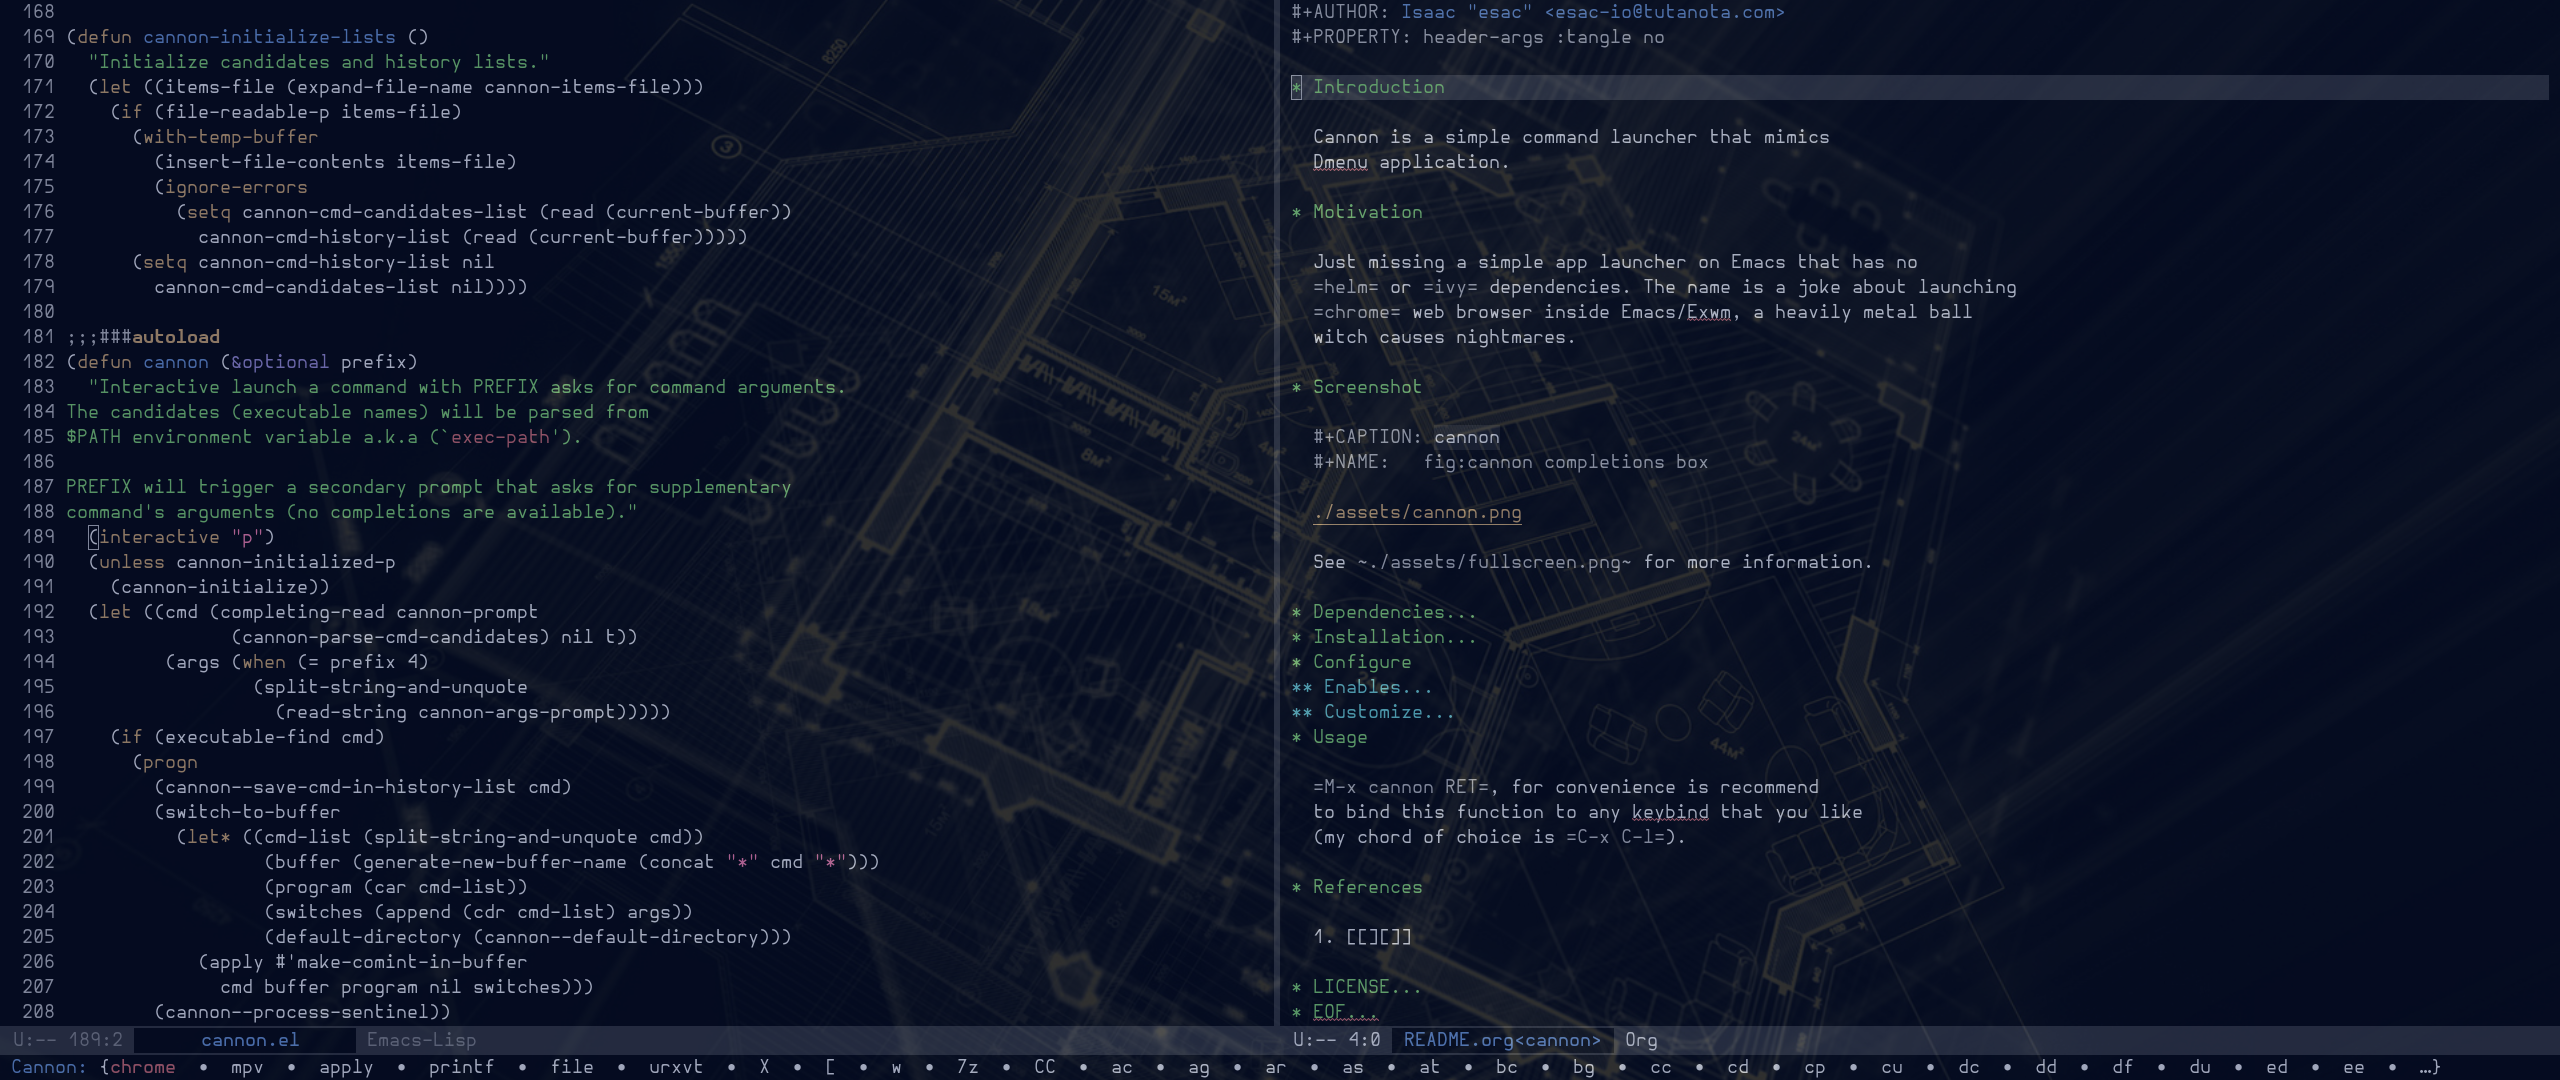 168
169 (defun cannon-initialize-lists ()
170   "Initialize candidates and history lists."
171   (let ((items-file (expand-file-name cannon-items-file)))
172     (if (file-readable-p items-file)
173       (with-temp-buffer
174         (insert-file-contents items-file)
175         (ignore-errors
176           (setq cannon-cmd-candidates-list (read (current-buffer))
177             cannon-cmd-history-list (read (current-buffer)))))
178       (setq cannon-cmd-history-list nil
179         cannon-cmd-candidates-list nil))))
180
181 ;;;###autoload
182 (defun cannon (&optional prefix)
183   "Interactive launch a command with PREFIX asks for command arguments.
184 The candidates (executable names) will be parsed from
185 $PATH environment variable a.k.a (`exec-path').
186
187 PREFIX will trigger a secondary prompt that asks for supplementary
188 command's arguments (no completions are available)."
189   (interactive "p")
190   (unless cannon-initialized-p
191     (cannon-initialize))
192   (let ((cmd (completing-read cannon-prompt
193                (cannon-parse-cmd-candidates) nil t))
194          (args (when (= prefix 4)
195                  (split-string-and-unquote
196                    (read-string cannon-args-prompt)))))
197     (if (executable-find cmd)
198       (progn
199         (cannon--save-cmd-in-history-list cmd)
200         (switch-to-buffer
201           (let* ((cmd-list (split-string-and-unquote cmd))
202                   (buffer (generate-new-buffer-name (concat "*" cmd "*")))
203                   (program (car cmd-list))
204                   (switches (append (cdr cmd-list) args))
205                   (default-directory (cannon--default-directory)))
206             (apply #'make-comint-in-buffer
207               cmd buffer program nil switches)))
208         (cannon--process-sentinel))
U:-- 189:2 cannon.el Emacs-Lisp
#+AUTHOR: Isaac "esac" <esac-io@tutanota.com>
#+PROPERTY: header-args :tangle no
* Introduction
Cannon is a simple command launcher that mimics
Dmenu application.
* Motivation
Just missing a simple app launcher on Emacs that has no
=helm= or =ivy= dependencies. The name is a joke about launching
=chrome= web browser inside Emacs/Exwm, a heavily metal ball
witch causes nightmares.
* Screenshot
#+CAPTION: cannon
#+NAME:   fig:cannon completions box
./assets/cannon.png
See ~./assets/fullscreen.png~ for more information.
* Dependencies...
* Installation...
* Configure
** Enables...
** Customize...
* Usage
=M-x cannon RET=, for convenience is recommend
to bind this function to any keybind that you like
(my chord of choice is =C-x C-l=).
* References
1. [[][]]
* LICENSE...
* EOF...
U:-- 4:0 README.org<cannon> Org
Cannon: {chrome • mpv • apply • printf • file • urxvt • X • [ • w • 7z • CC • ac • ag • ar • as • at • bc • bg • cc • cd • cp • cu • dc • dd • df • du • ed • ee • …}